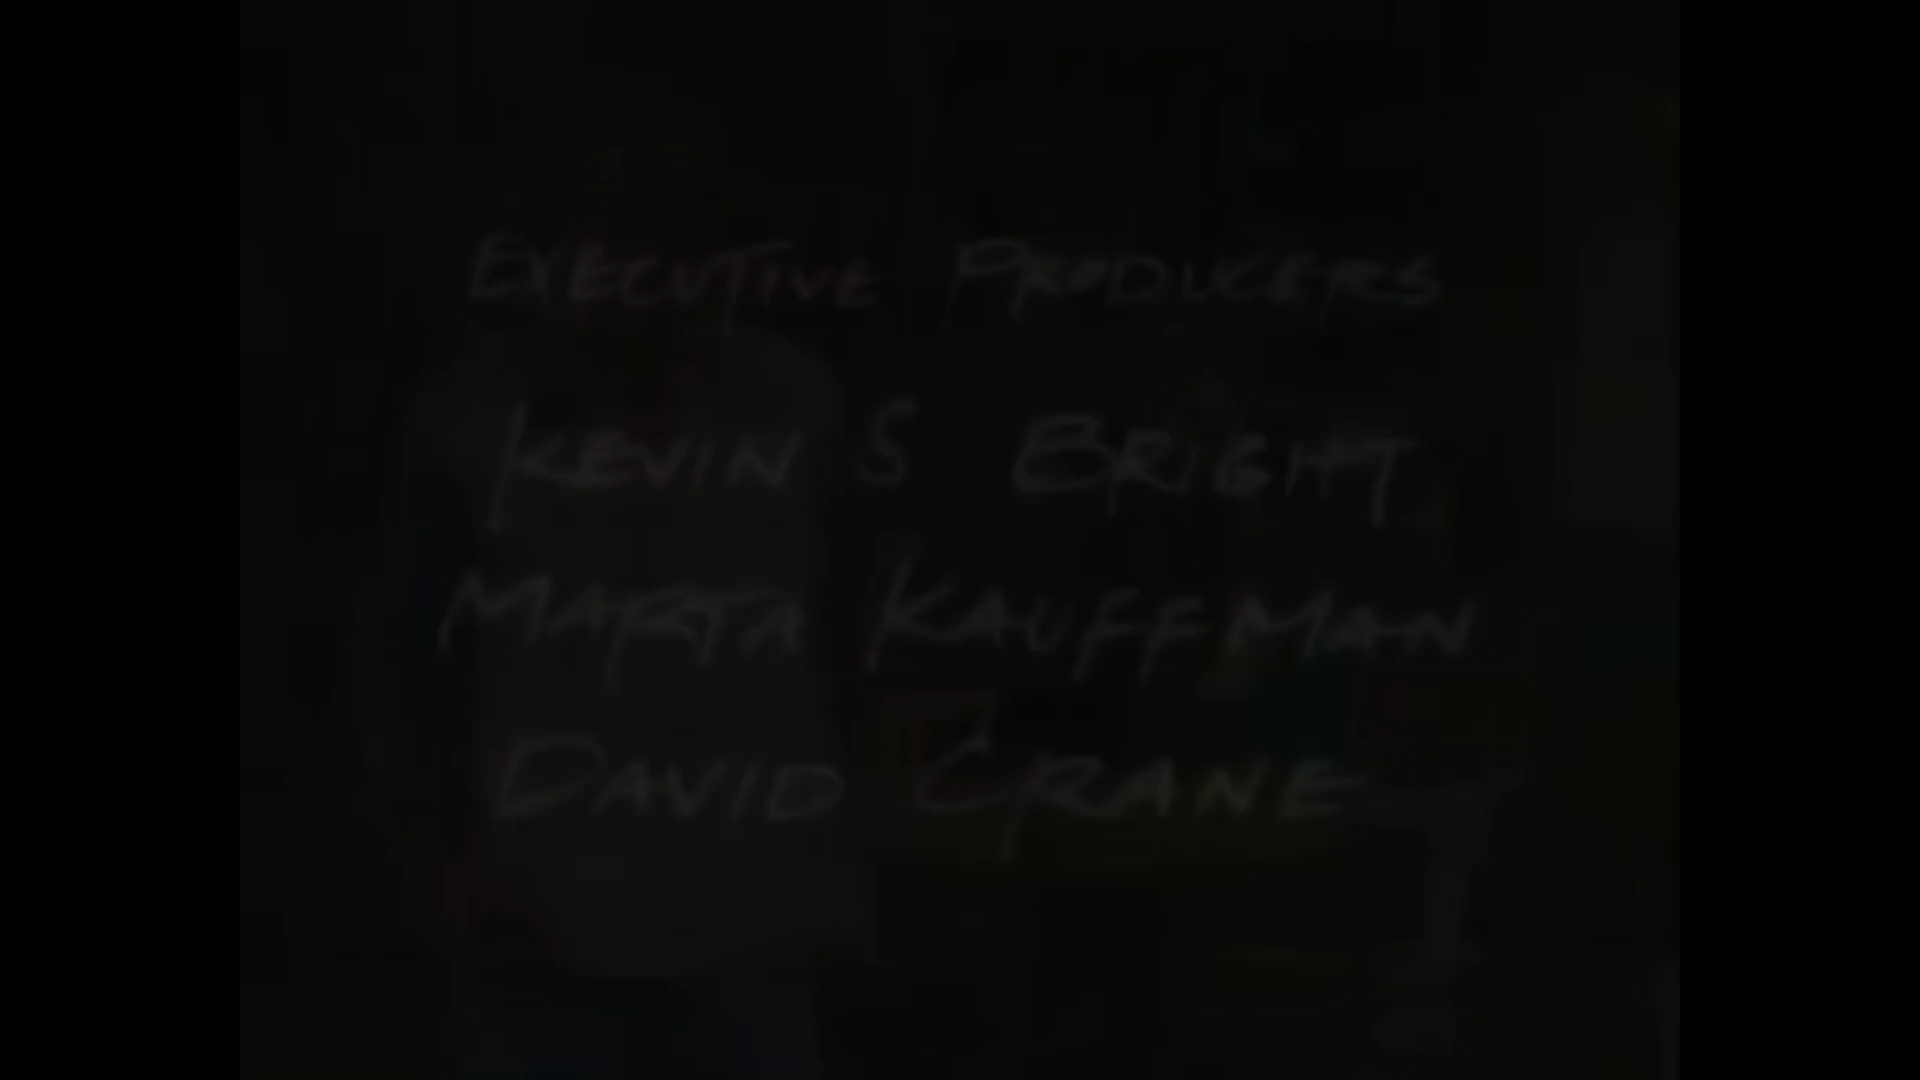 EXECUTIVE PRODUCERS
KEVIN S BRIGHT
MARTA KAUFFMAN
DAVID CRANE